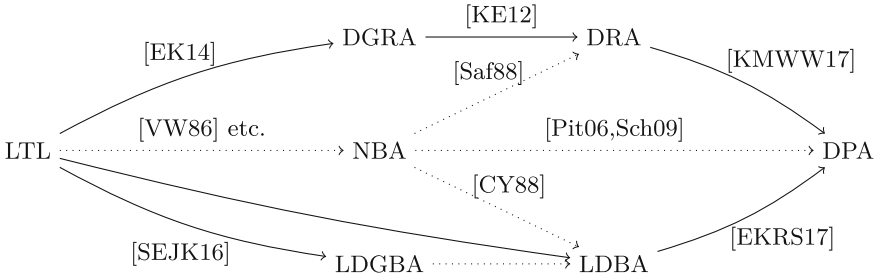 [KE12]
DGRA DRA
[EK14] [KMWW17]
[Saf88]
[VW86] etc. [Pit06,Sch09]
LTL NBA DPA
[CY88]
[SEJK16] [EKRS17]
LDGBA LDBA